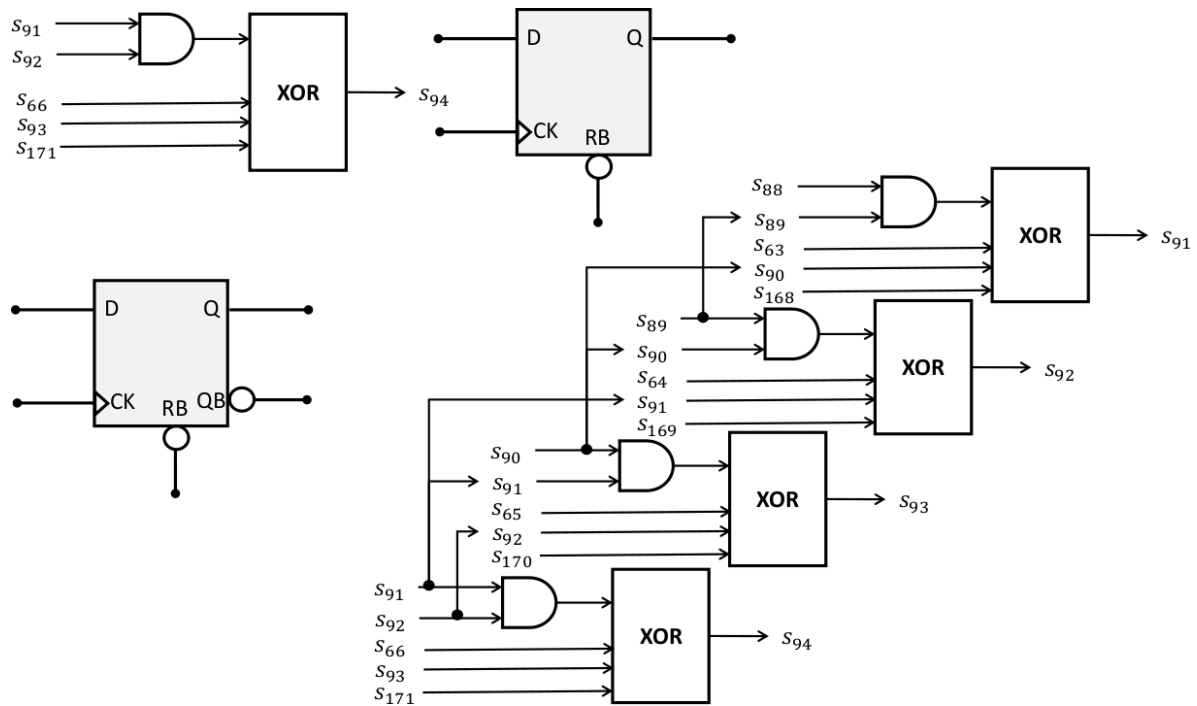 s91
s92
s66
s93
s171
XOR
s94
D
Q
CK
RB
s88
s89
s63
s90
s168
XOR
s91
D
Q
CK
RB
QB
s89
s90
s64
s91
s169
XOR
s92
s90
s91
s65
s92
s170
XOR
s93
s91
s92
s66
s93
s171
XOR
s94